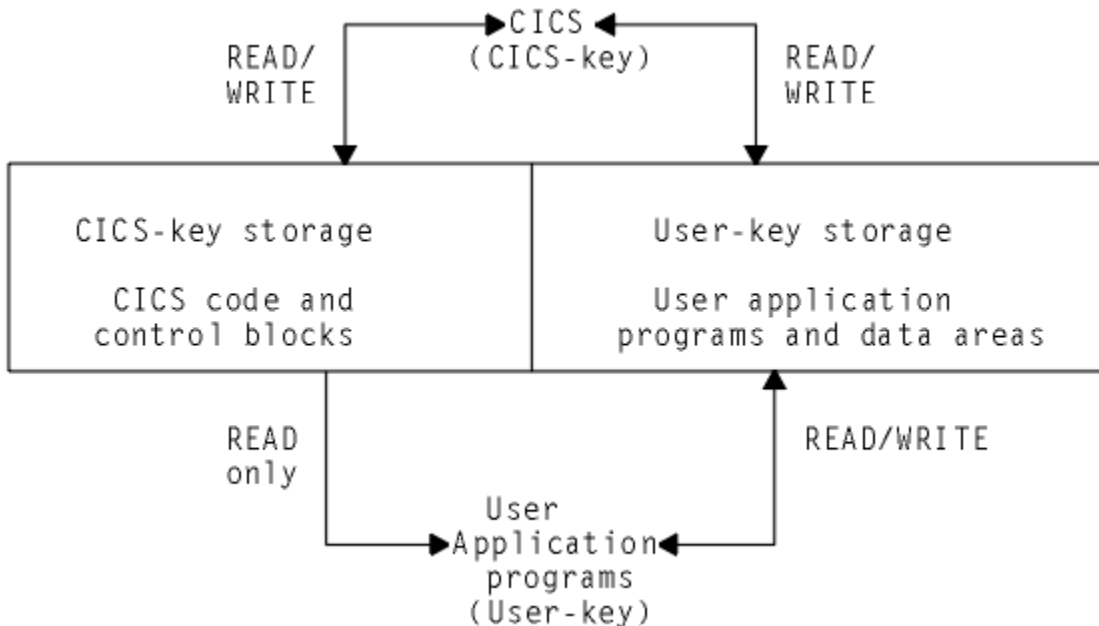 CICS
(CICS-key)
READ/
WRITE
READ/
WRITE
CICS-key storage
CICS code and
control blocks
User-key storage
User application
programs and data areas
READ
only
READ/WRITE
User
Application
programs
(User-key)